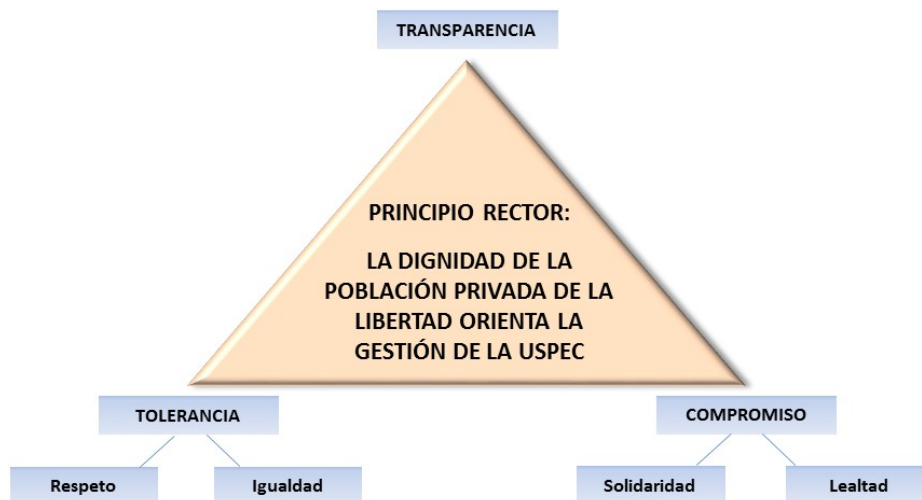 TRANSPARENCIA
PRINCIPIO RECTOR:
LA DIGNIDAD DE LA
POBLACIÓN PRIVADA DE LA
LIBERTAD ORIENTA LA
GESTIÓN DE LA USPEC
TOLERANCIA
COMPROMISO
Respeto
Igualdad
Solidaridad
Lealtad